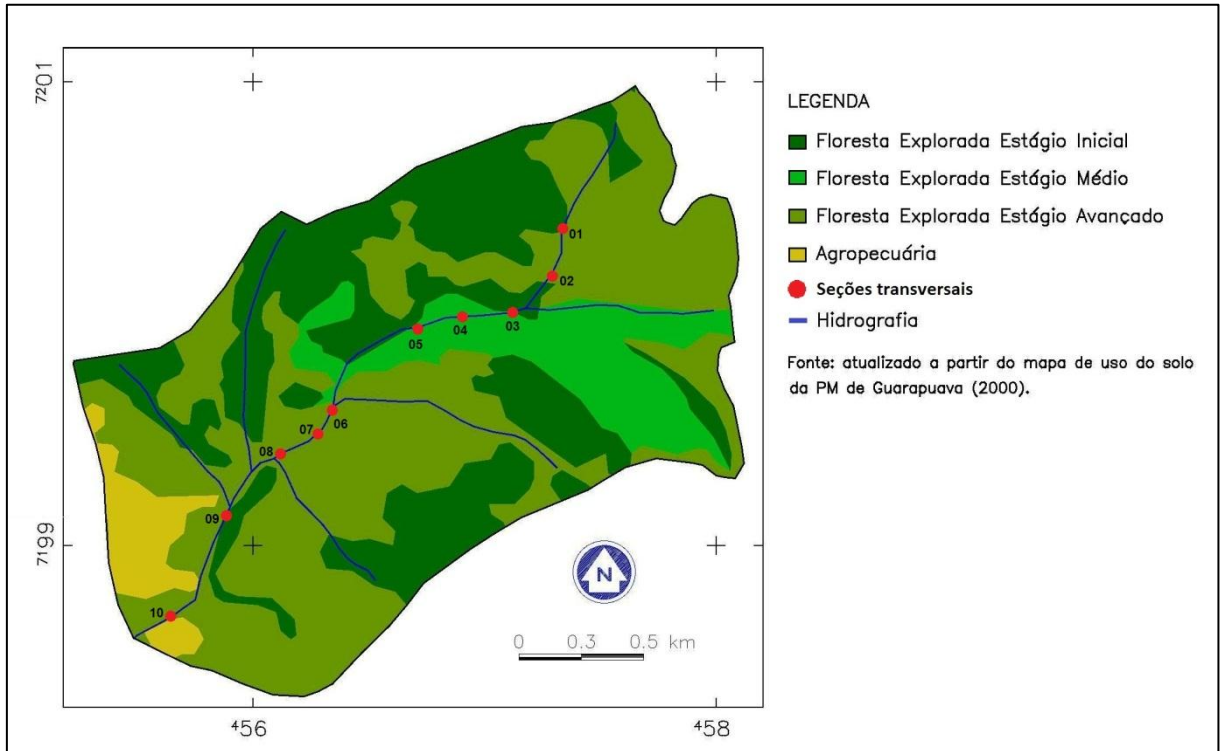 7201
7199
456
458
01
02
03
04
05
06
07
08
09
10
N
0 0.3 0.5 km
LEGENDA
Floresta Explorada Estágio Inicial
Floresta Explorada Estágio Médio
Floresta Explorada Estágio Avançado
Agropecuária
Seções transversais
Hidrografia
Fonte: atualizado a partir do mapa de uso do solo
da PM de Guarapuava (2000).